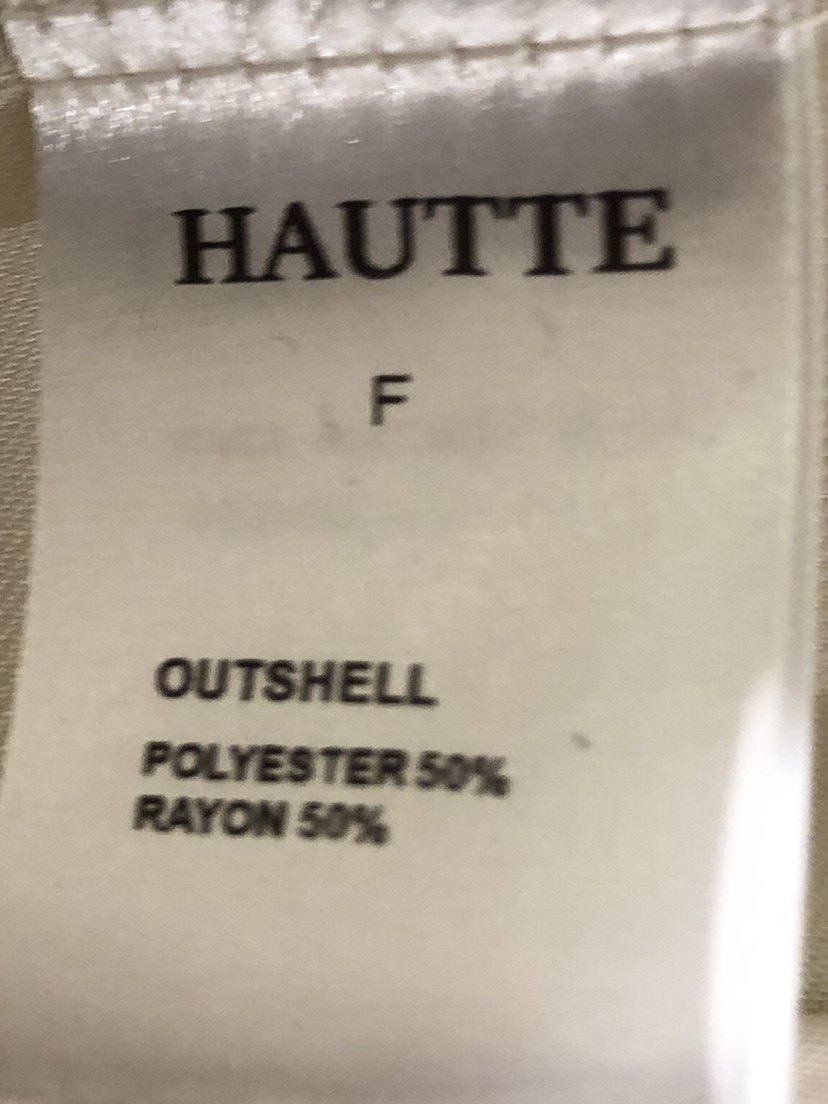 HAUTTE
F
OUTSHELL
POLYESTER 50%
RAYON 50%